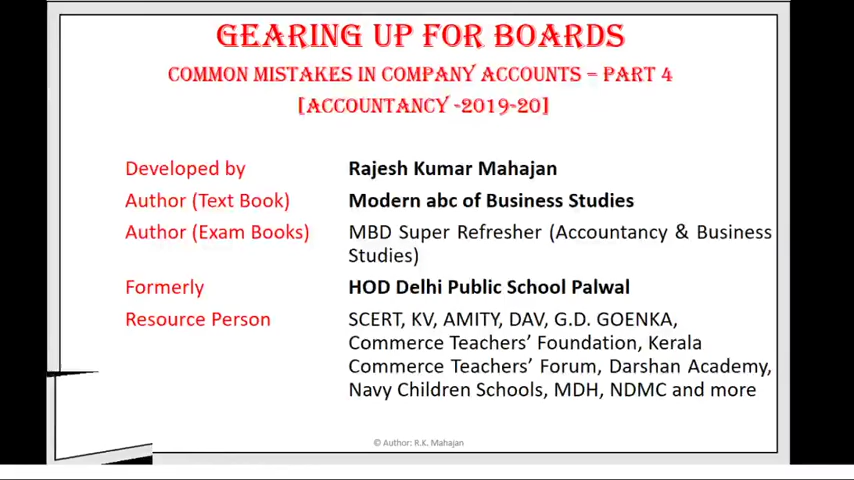 GEARING UP FOR BOARDS
COMMON MISTAKES IN COMPANY ACCOUNTS – PART 4
[ACCOUNTANCY -2019-20]
Developed by Rajesh Kumar Mahajan
Author (Text Book) Modern abc of Business Studies
Author (Exam Books) MBD Super Refresher (Accountancy & Business
Studies)
Formerly HOD Delhi Public School Palwal
Resource Person SCERT, KV, AMITY, DAV, G.D. GOENKA,
Commerce Teachers’ Foundation, Kerala
Commerce Teachers’ Forum, Darshan Academy,
Navy Children Schools, MDH, NDMC and more
© Author: R.K. Mahajan